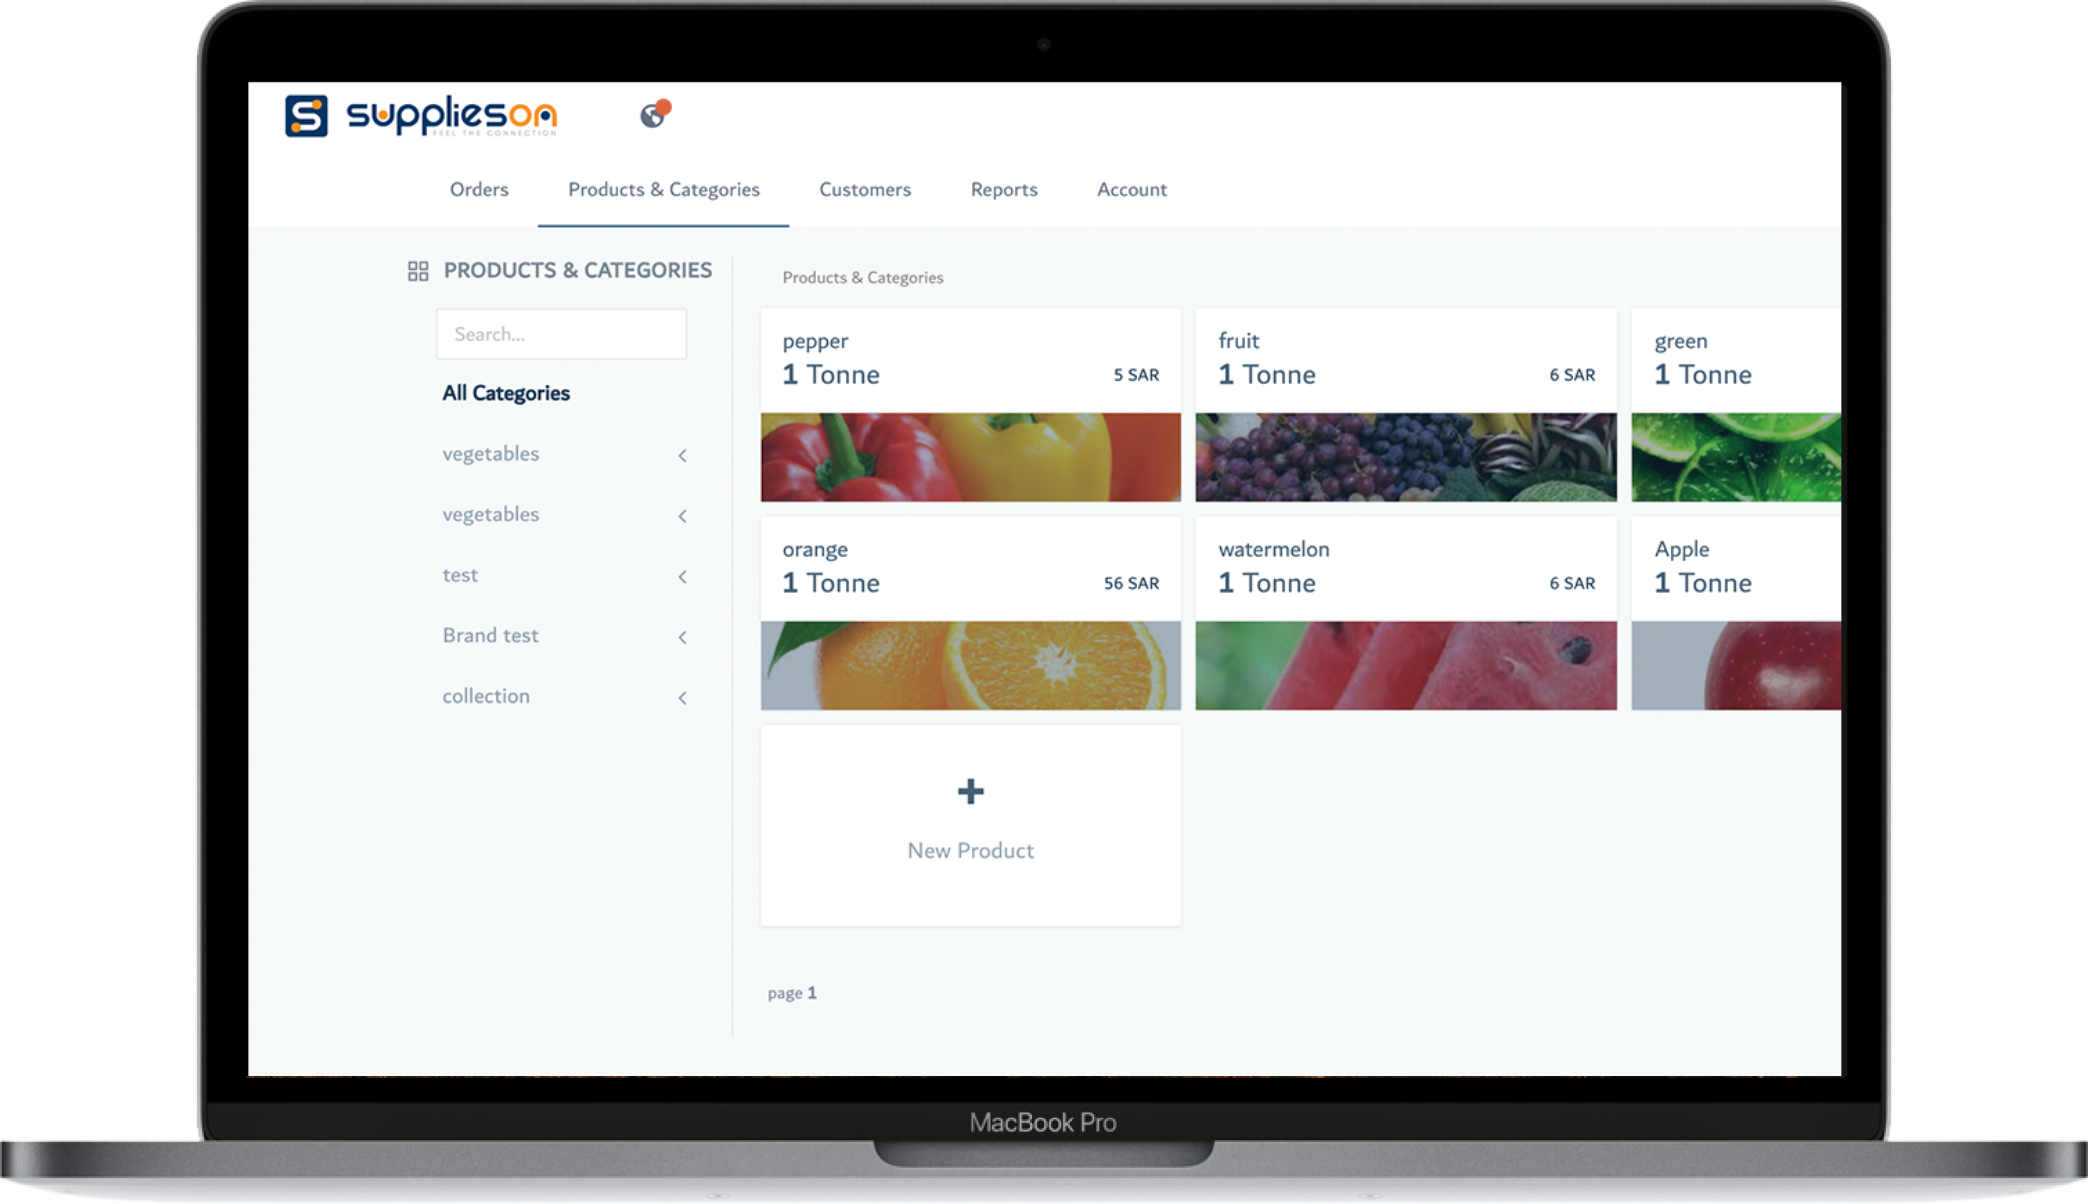 S supplieson
FEEL THE CONNECTION
Orders Products & Categories Customers Reports Account
PRODUCTS & CATEGORIES
Search...
All Categories
vegetables
vegetables
test
Brand test
collection
Products & Categories
pepper
1 Tonne 5 SAR
fruit
1 Tonne 6 SAR
green
1 Tonne
orange
1 Tonne 56 SAR
watermelon
1 Tonne 6 SAR
Apple
1 Tonne
New Product
page 1
MacBook Pro